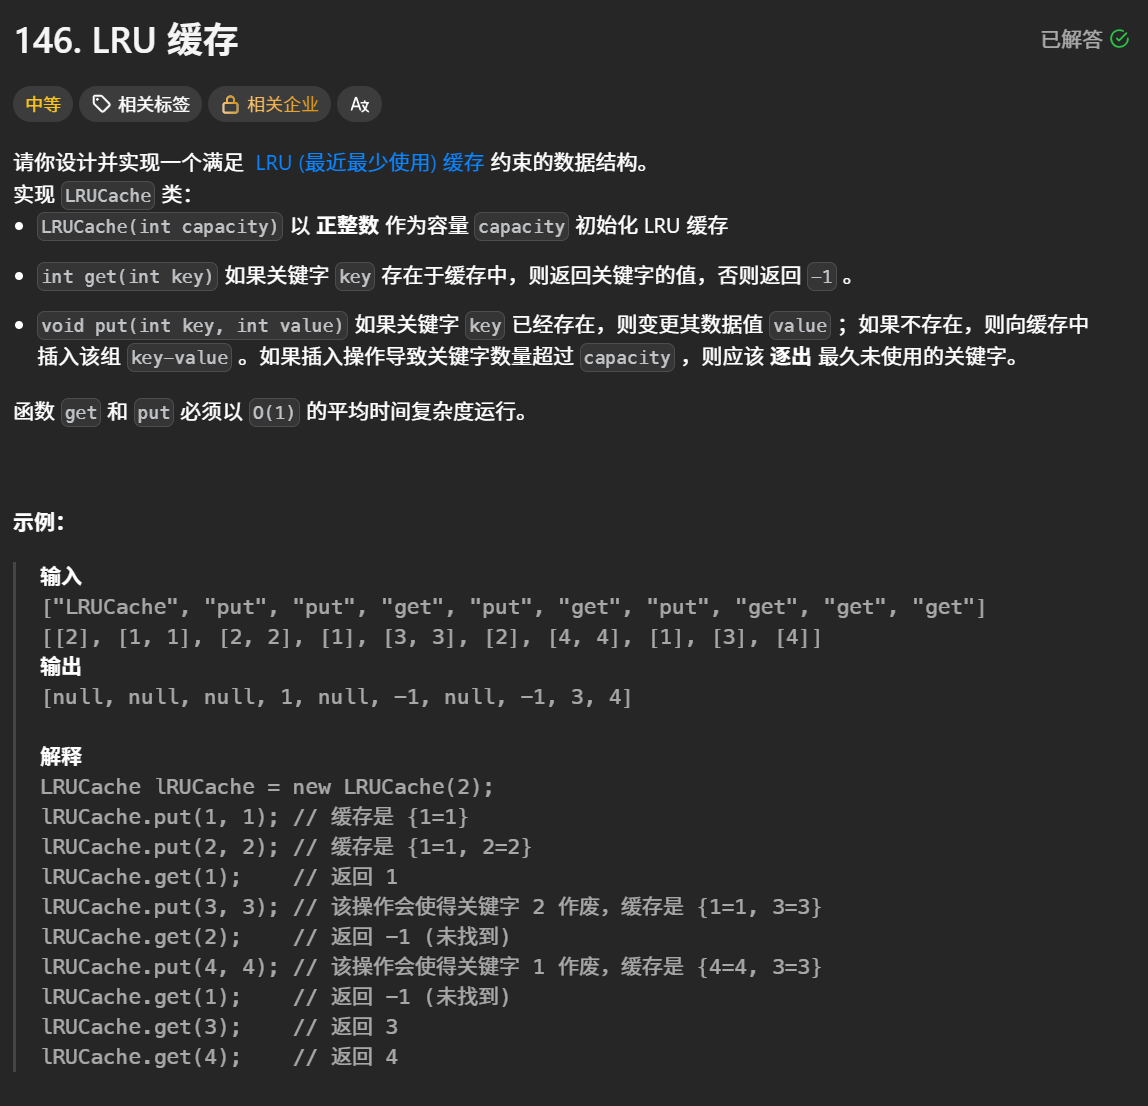 146. LRU 缓存
已解答
中等
相关标签
相关企业
请你设计并实现一个满足 LRU (最近最少使用) 缓存 约束的数据结构。
实现 LRUCache 类：
• LRUCache(int capacity) 以 正整数 作为容量 capacity 初始化 LRU 缓存
• int get(int key) 如果关键字 key 存在于缓存中，则返回关键字的值，否则返回 -1 。
• void put(int key, int value) 如果关键字 key 已经存在，则变更其数据值 value ；如果不存在，则向缓存中
插入该组 key-value 。如果插入操作导致关键字数量超过 capacity ，则应该 逐出 最久未使用的关键字。
函数 get 和 put 必须以 O(1) 的平均时间复杂度运行。
示例：
输入
["LRUCache", "put", "put", "get", "put", "get", "put", "get", "get", "get"]
[[2], [1, 1], [2, 2], [1], [3, 3], [2], [4, 4], [1], [3], [4]]
输出
[null, null, null, 1, null, -1, null, -1, 3, 4]
解释
LRUCache lRUCache = new LRUCache(2);
lRUCache.put(1, 1); // 缓存是 {1=1}
lRUCache.put(2, 2); // 缓存是 {1=1, 2=2}
lRUCache.get(1);    // 返回 1
lRUCache.put(3, 3); // 该操作会使得关键字 2 作废，缓存是 {1=1, 3=3}
lRUCache.get(2);    // 返回 -1 (未找到)
lRUCache.put(4, 4); // 该操作会使得关键字 1 作废，缓存是 {4=4, 3=3}
lRUCache.get(1);    // 返回 -1 (未找到)
lRUCache.get(3);    // 返回 3
lRUCache.get(4);    // 返回 4